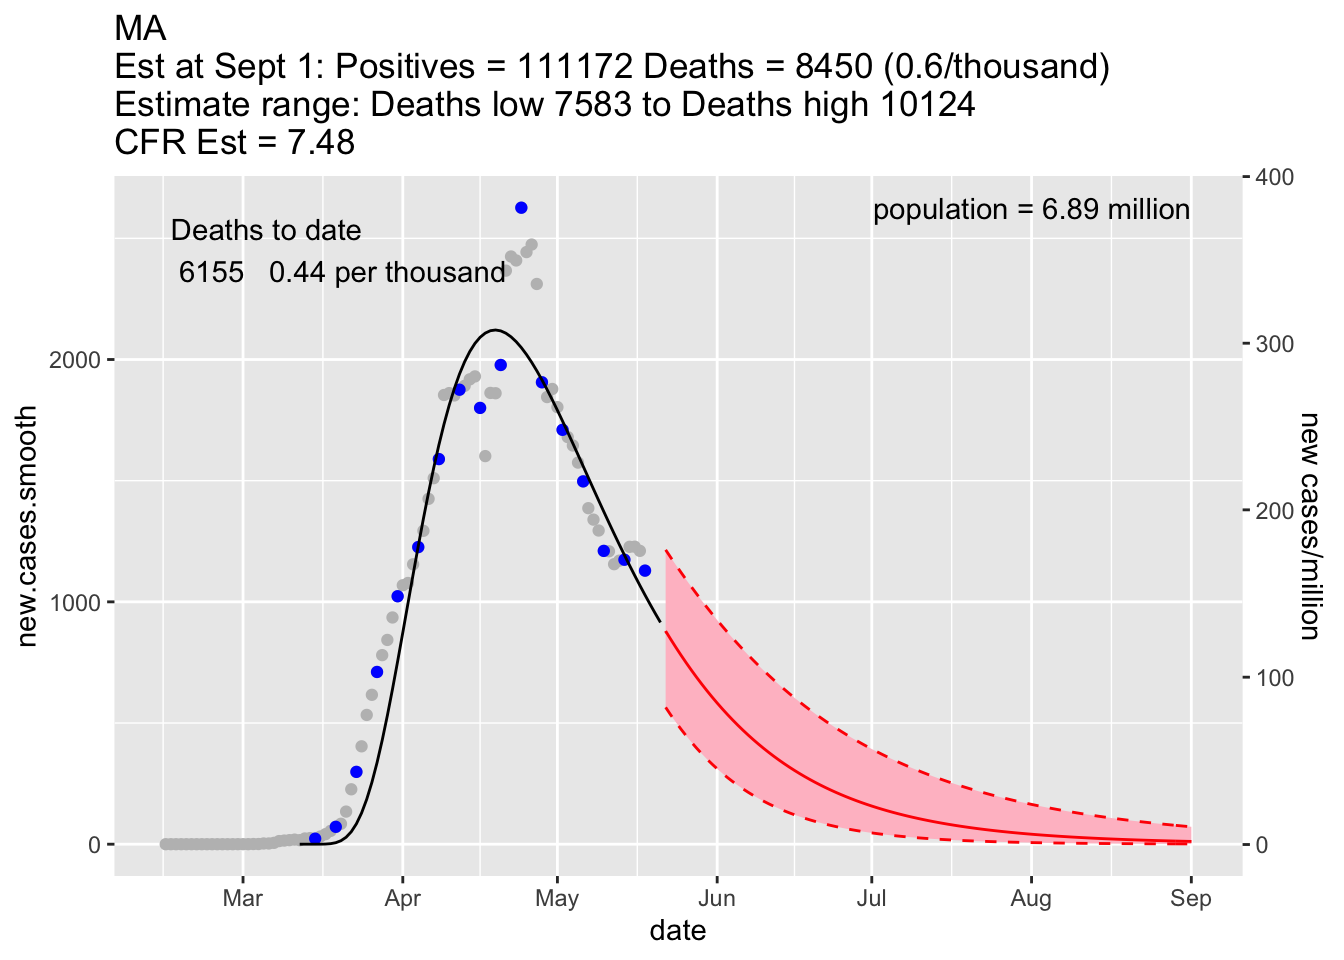 MA
Est at Sept 1: Positives = 111172 Deaths = 8450 (0.6/thousand)
Estimate range: Deaths low 7583 to Deaths high 10124
CFR Est = 7.48
Deaths to date
6155 0.44 per thousand
population = 6.89 million
new.cases.smooth
2000
1000
0
400
300
200
100
0
new cases/million
Mar Apr May Jun Jul Aug Sep
date